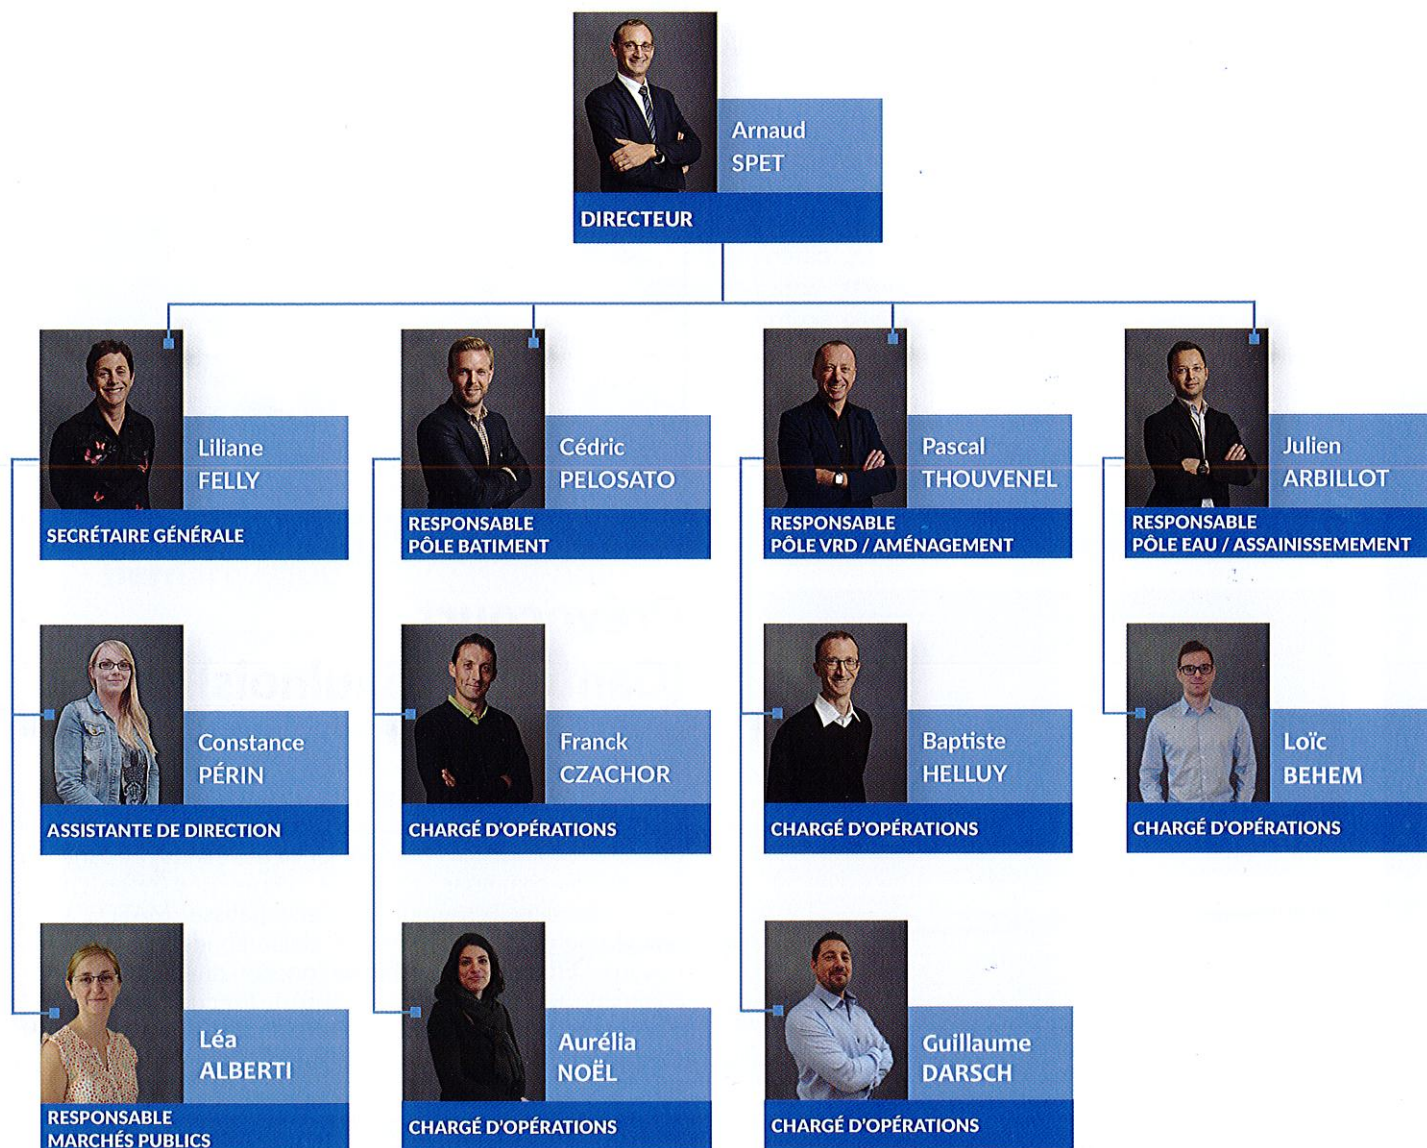 Arnaud
SPET
DIRECTEUR
Liliane
FELLY
SECRÉTAIRE GÉNÉRALE
Cédric
PELOSATO
RESPONSABLE
PÔLE BATIMENT
Pascal
THOUVENEL
RESPONSABLE
PÔLE VRD / AMÉNAGEMENT
Julien
ARBILLOT
RESPONSABLE
PÔLE EAU / ASSAINISSEMEMENT
Constance
PÉRIN
ASSISTANTE DE DIRECTION
Franck
CZACHOR
CHARGÉ D'OPÉRATIONS
Baptiste
HELLUY
CHARGÉ D'OPÉRATIONS
Loïc
BEHEM
CHARGÉ D'OPÉRATIONS
Léa
ALBERTI
RESPONSABLE
MARCHÉS PUBLICS
Aurélia
NOËL
CHARGÉ D'OPÉRATIONS
Guillaume
DARSCH
CHARGÉ D'OPÉRATIONS